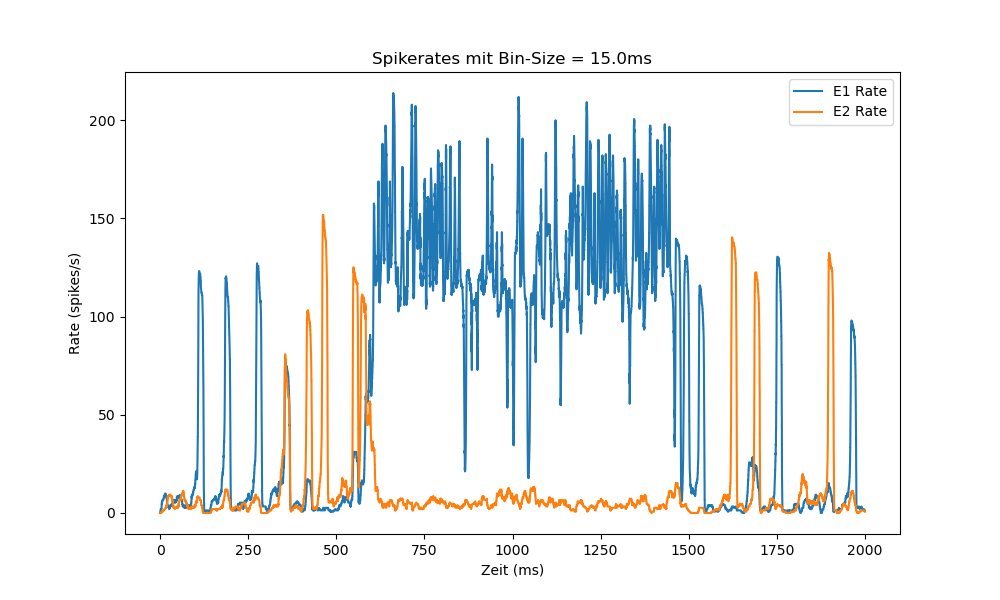 Spikerates mit Bin-Size = 15.0ms
E1 Rate
E2 Rate
Rate (spikes/s)
200
150
100
50
0
0 250 500 750 1000 1250 1500 1750 2000
Zeit (ms)